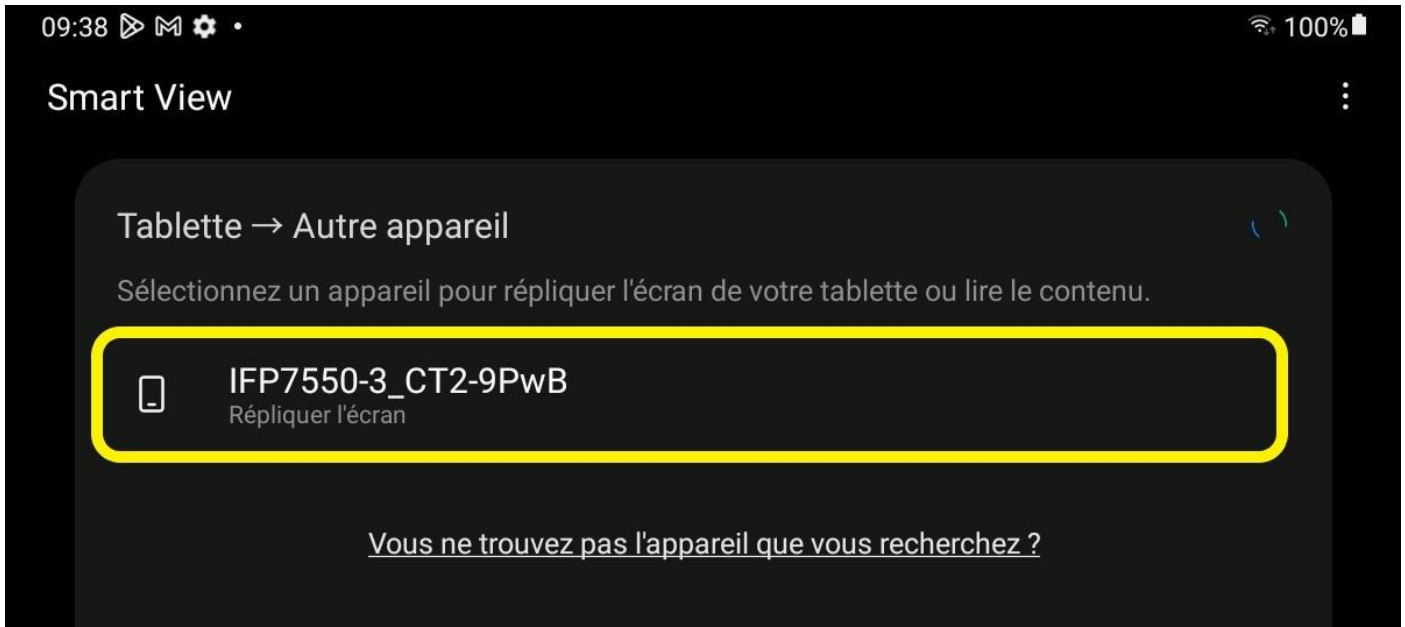 09:38 100%
Smart View
Tablette → Autre appareil
Sélectionnez un appareil pour répliquer l'écran de votre tablette ou lire le contenu.
IFP7550-3_CT2-9PwB
Répliquer l'écran
Vous ne trouvez pas l'appareil que vous recherchez ?